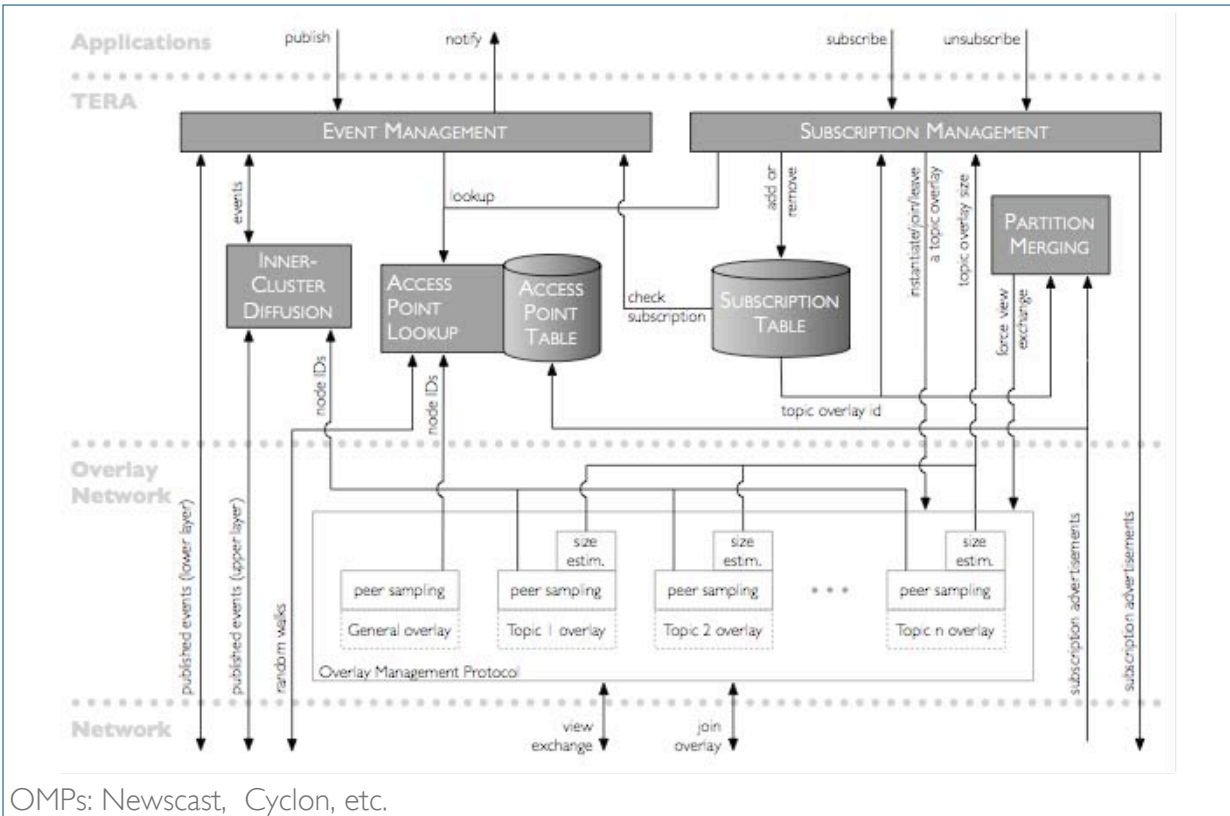 Applications
publish
notify
subscribe
unsubscribe
TERA
EVENT MANAGEMENT
SUBSCRIPTION MANAGEMENT
events
lookup
add or
remove
instantiate/join/leave
a topic overlay
topic overlay size
PARTITION
MERGING
INNER-
CLUSTER
DIFFUSION
ACCESS
POINT
LOOKUP
ACCESS
POINT
TABLE
check
subscription
SUBSCRIPTION
TABLE
force view
exchange
node IDs
node IDs
topic overlay id
Overlay
Network
published events (lower layer)
published events (upper layer)
random walks
size
estim.
size
estim.
size
estim.
peer sampling
peer sampling
peer sampling
peer sampling
General overlay
Topic 1 overlay
Topic 2 overlay
Topic n overlay
Overlay Management Protocol
subscription advertisements
subscription advertisements
Network
view
exchange
join
overlay
OMPs: Newscast, Cyclon, etc.